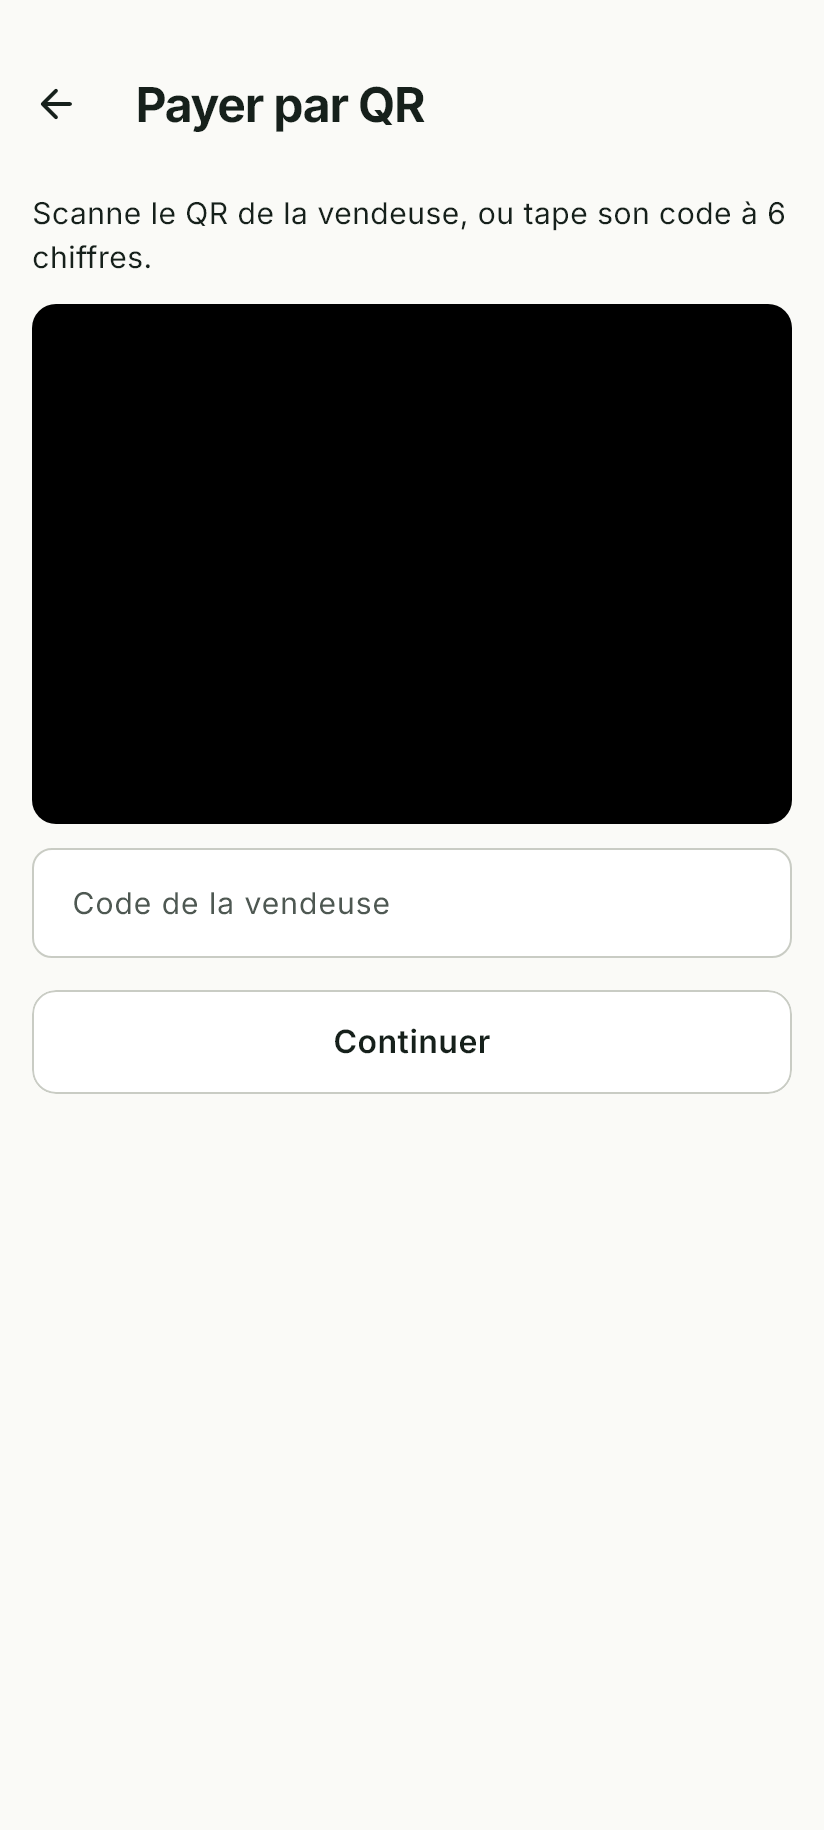 Payer par QR
Scanne le QR de la vendeuse, ou tape son code à 6
chiffres.
Code de la vendeuse
Continuer